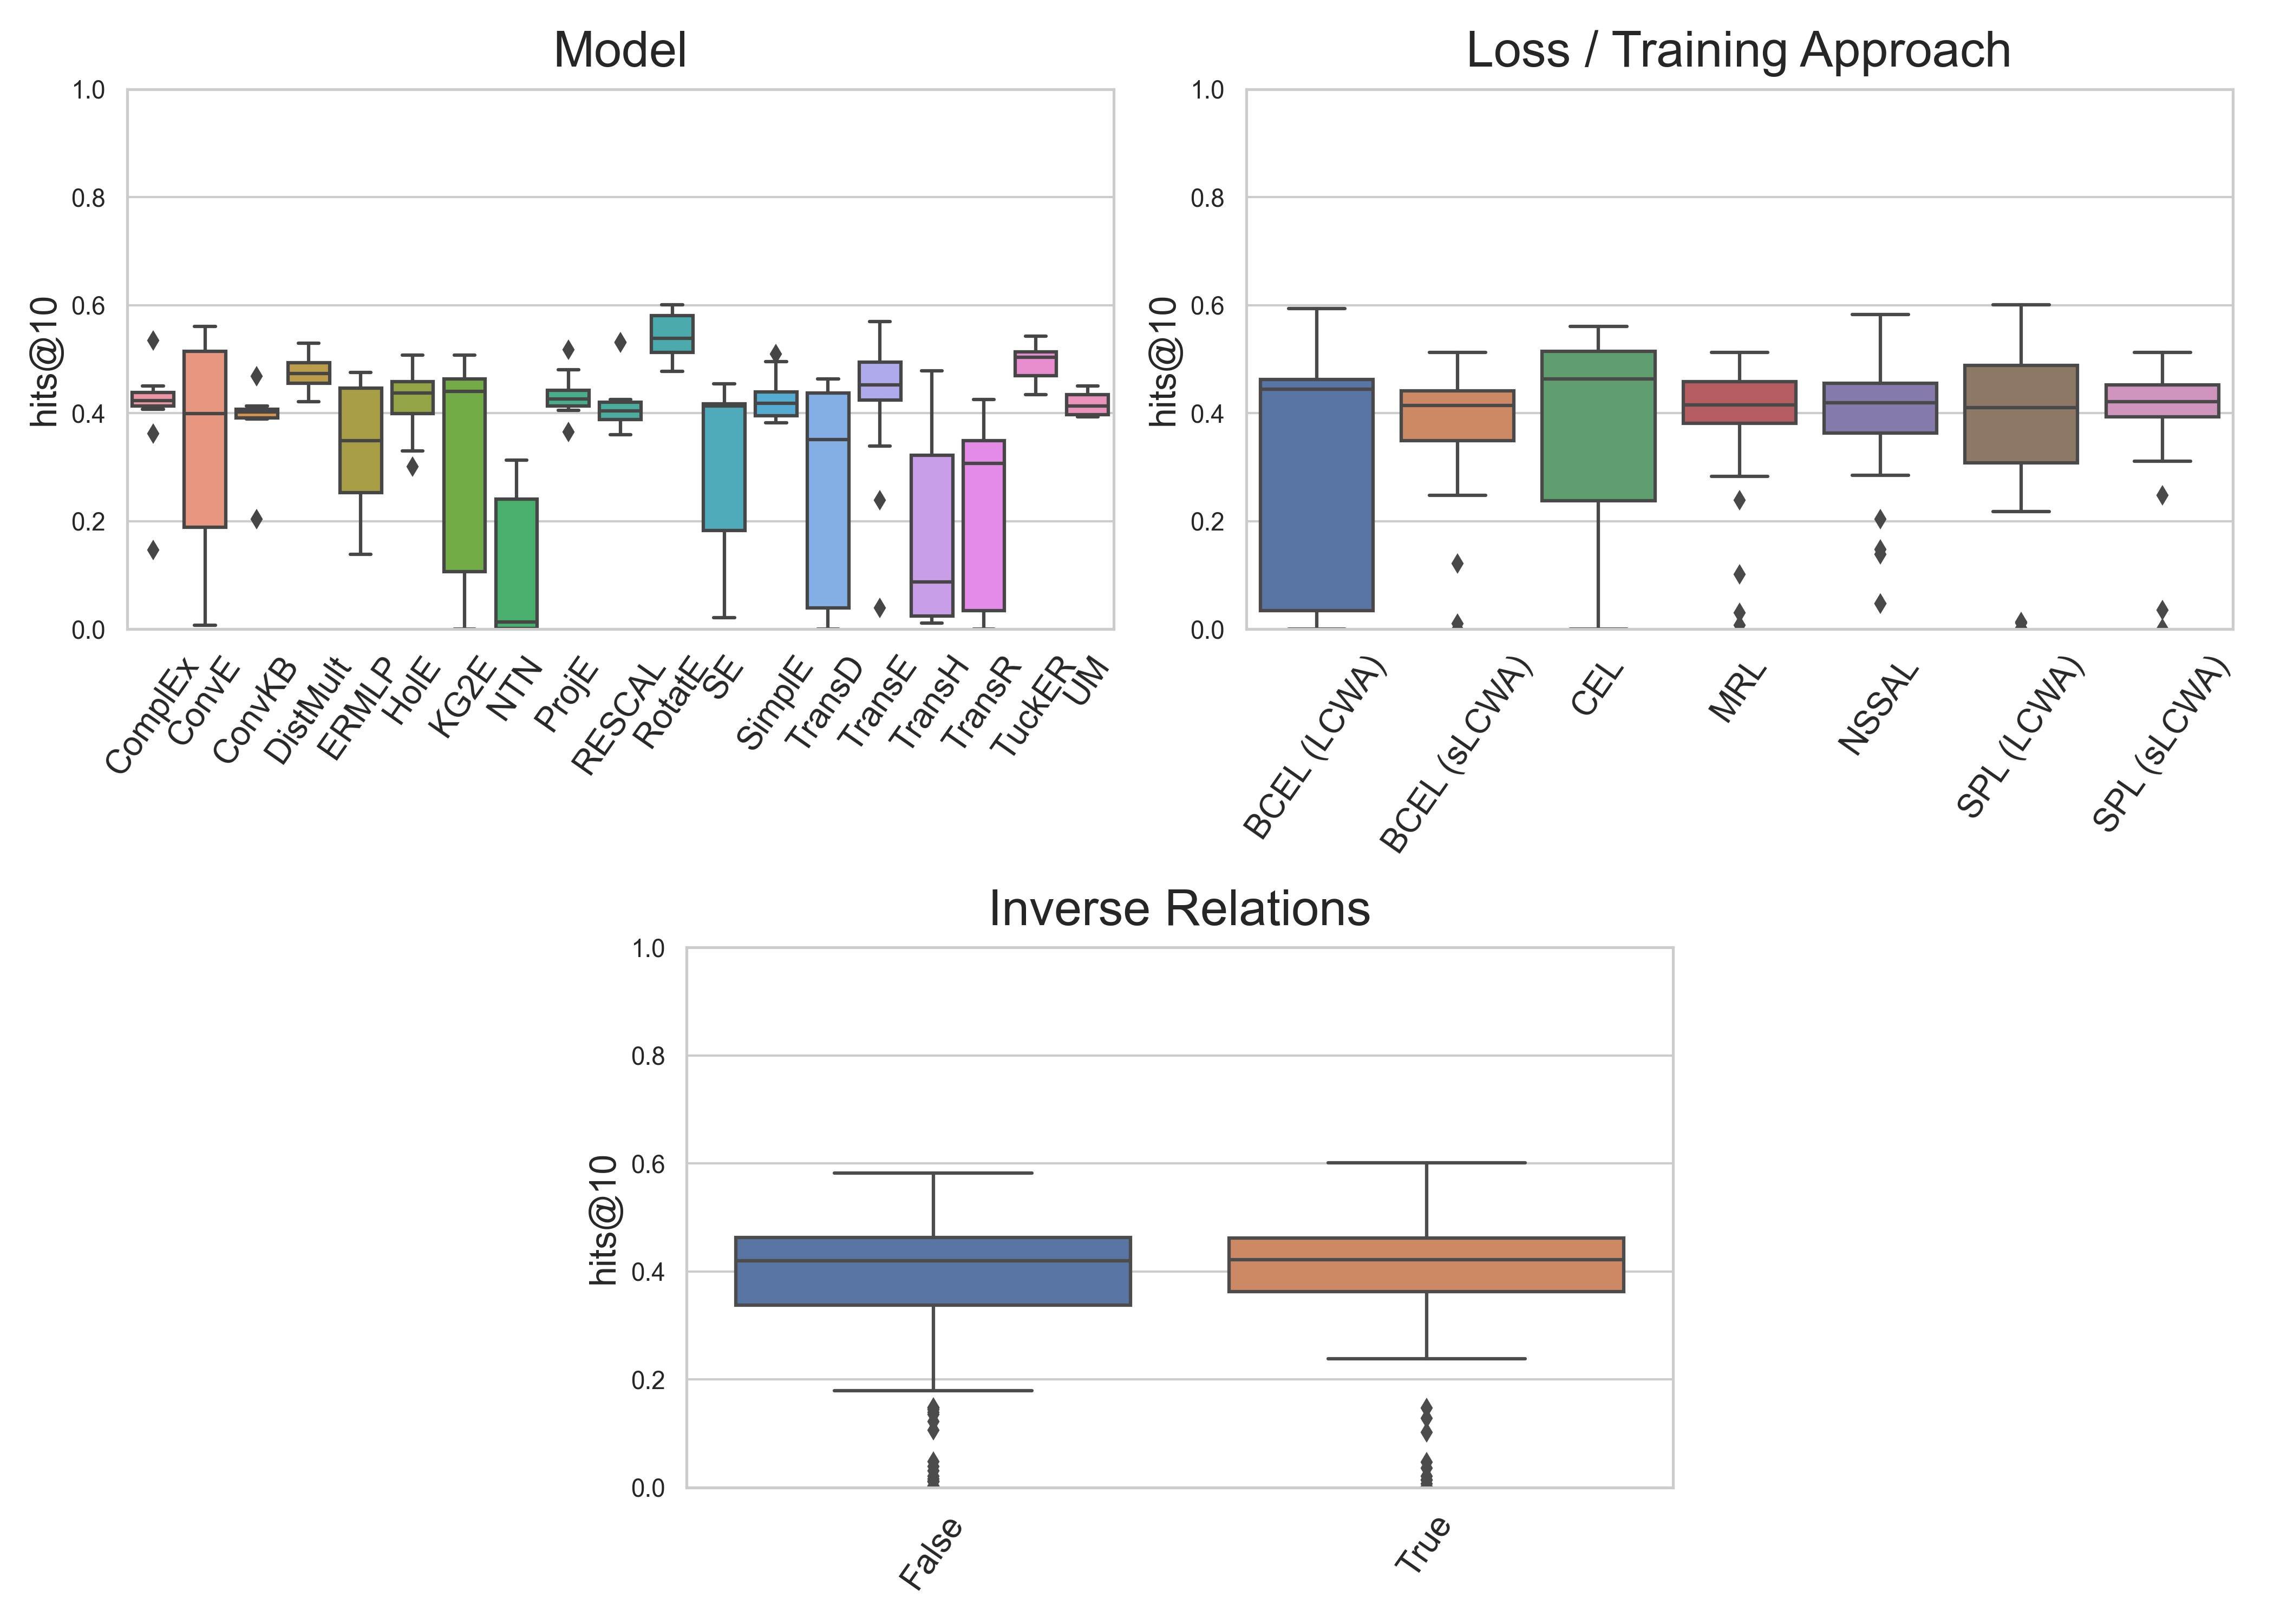 Model
1.0
0.8
0.6
0.4
0.2
0.0
hits@10
ComplEx
ConvE
ConvKB
DistMult
ERMLP
HolE
KG2E
NTN
ProjE
RESCAL
RotatE
SE
SimplE
TransD
TransE
TransH
TransR
TuckER
UM
Loss / Training Approach
1.0
0.8
0.6
0.4
0.2
0.0
hits@10
BCEL (LCWA)
BCEL (sLCWA)
CEL
MRL
NSSAL
SPL (LCWA)
SPL (sLCWA)
Inverse Relations
1.0
0.8
0.6
0.4
0.2
0.0
hits@10
False
True